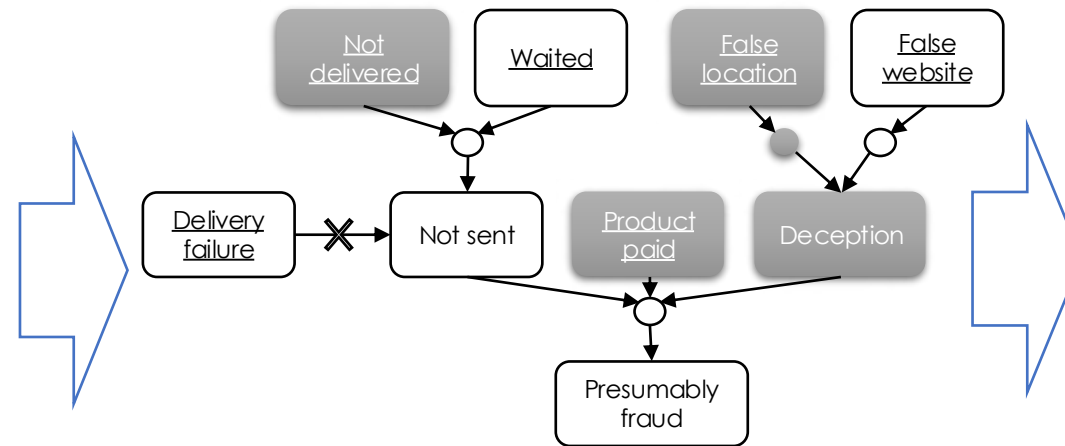 Not
delivered
Waited
False
location
False
website
Delivery
failure
Not sent
Product
paid
Deception
Presumably
fraud